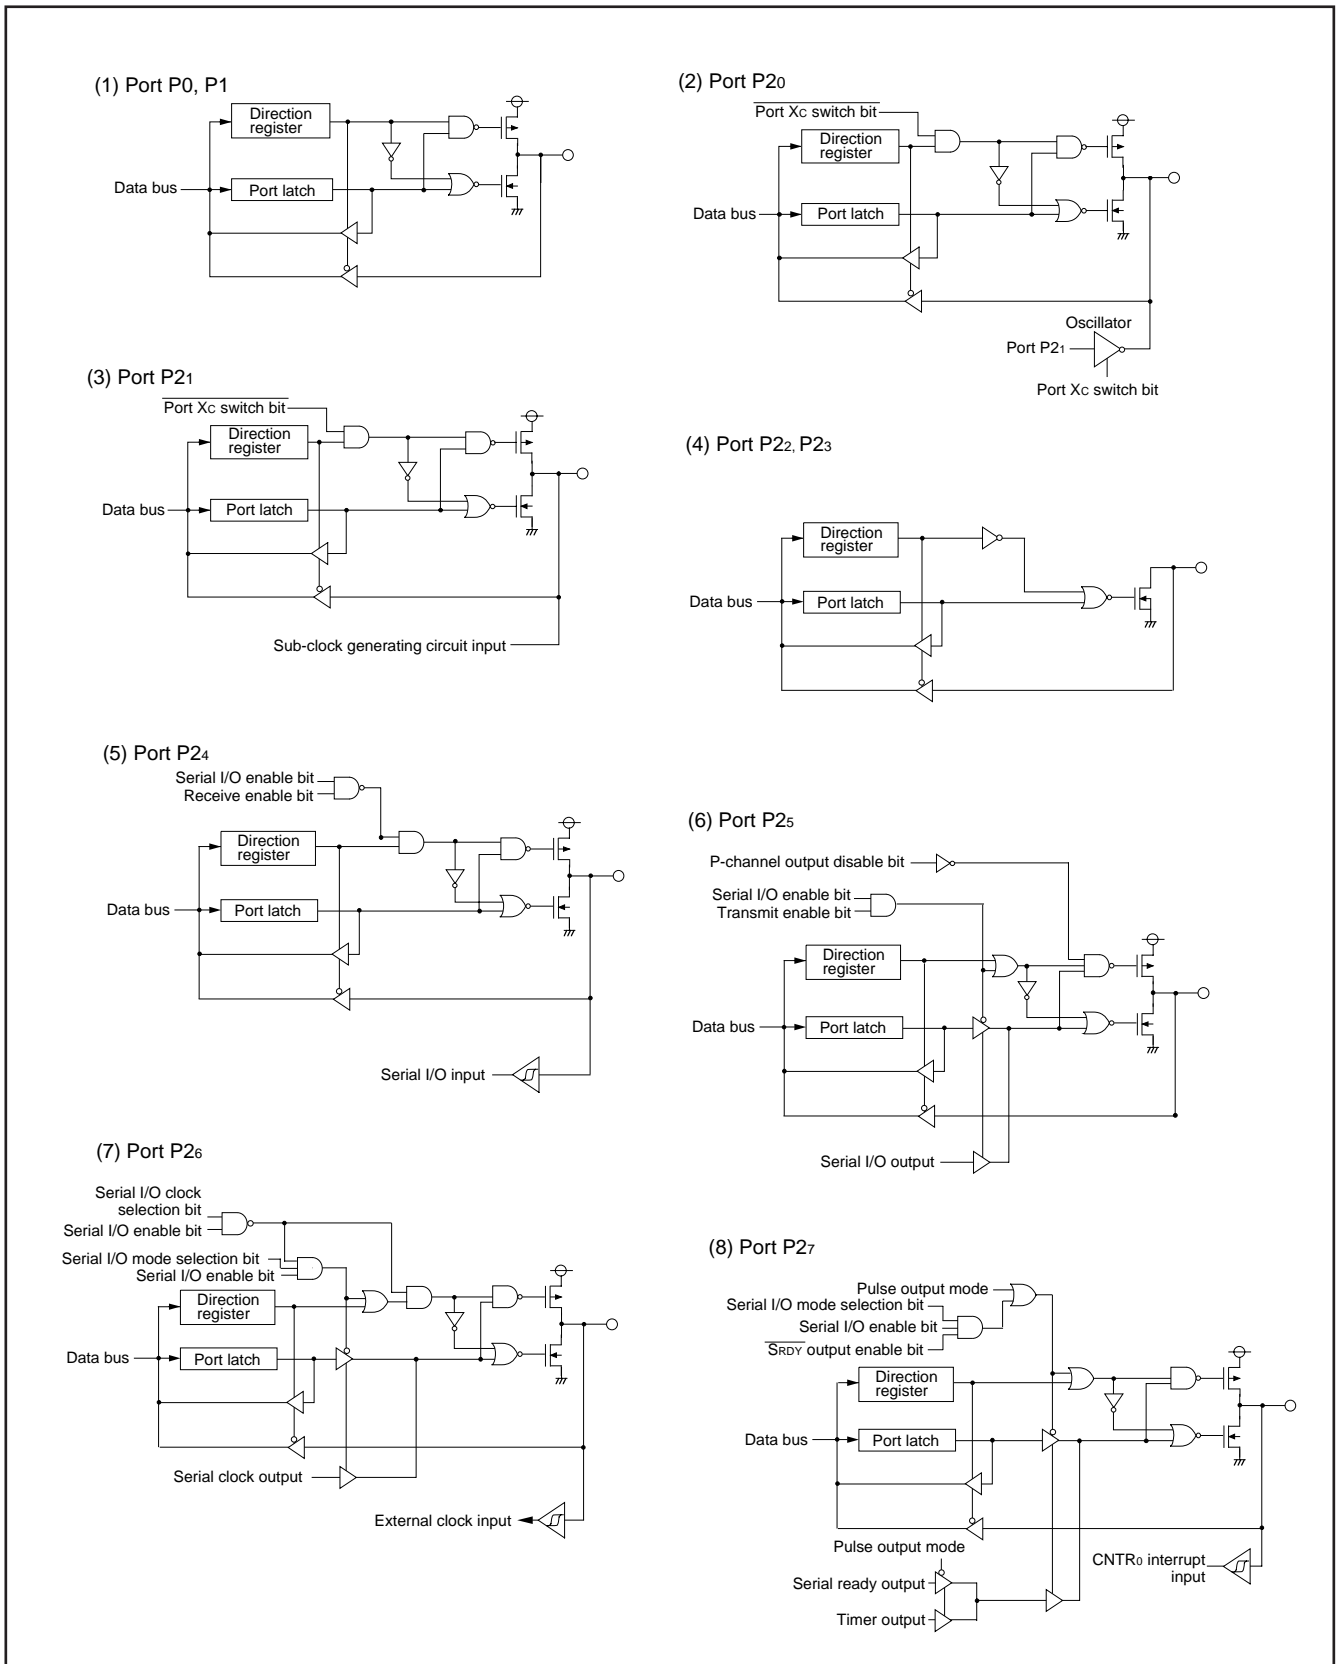 (1) Port P0, P1
Direction
register
Data bus
Port latch
(2) Port P20
Port XC switch bit
Direction
register
Data bus
Port latch
Oscillator
Port P21
Port XC switch bit
(3) Port P21
Port XC switch bit
Direction
register
Data bus
Port latch
Sub-clock generating circuit input
(4) Port P22, P23
Direction
register
Data bus
Port latch
(5) Port P24
Serial I/O enable bit
Receive enable bit
Direction
register
Data bus
Port latch
Serial I/O input
(6) Port P25
P-channel output disable bit
Serial I/O enable bit
Transmit enable bit
Direction
register
Data bus
Port latch
Serial I/O output
(7) Port P26
Serial I/O clock
selection bit
Serial I/O enable bit
Serial I/O mode selection bit
Serial I/O enable bit
Direction
register
Data bus
Port latch
Serial clock output
External clock input
(8) Port P27
Pulse output mode
Serial I/O mode selection bit
Serial I/O enable bit
SRDY output enable bit
Direction
register
Data bus
Port latch
Pulse output mode
Serial ready output
Timer output
CNTR0 interrupt
input